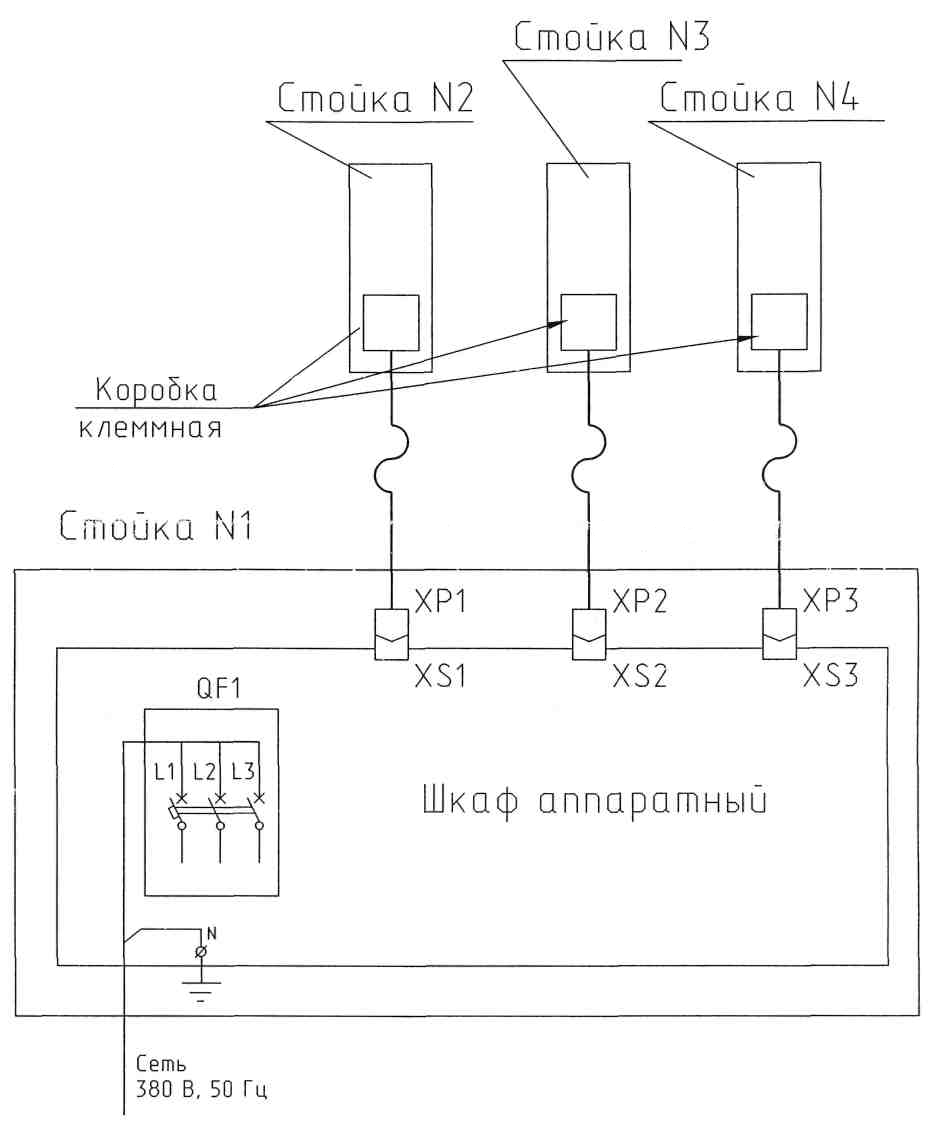 Стойка N3
Стойка N2
Стойка N4
Коробка
клеммная
Стойка N1
XP1
XP2
XP3
XS1
XS2
XS3
QF1
L1
L2
L3
Шкаф аппаратный
N
Сеть
380 В, 50 Гц